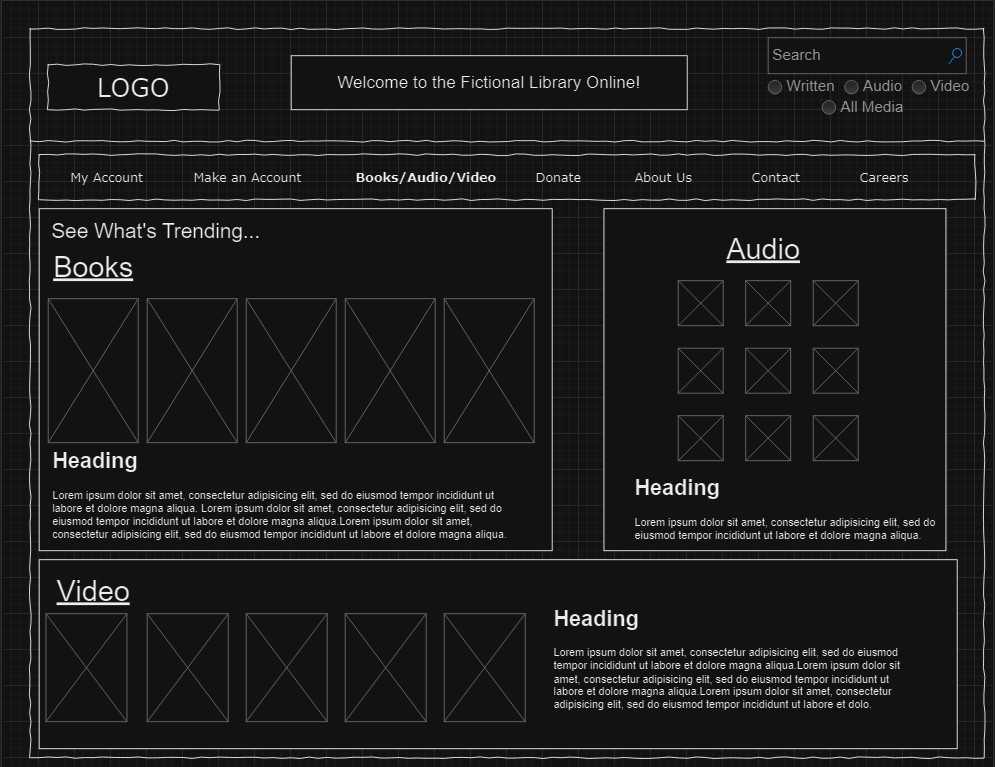 LOGO
Welcome to the Fictional Library Online!
Search
Written Audio Video
All Media
My Account Make an Account Books/Audio/Video Donate About Us Contact Careers
See What's Trending...
Books
Heading
Lorem ipsum dolor sit amet, consectetur adipisicing elit, sed do eiusmod tempor incididunt ut
labore et dolore magna aliqua. Lorem ipsum dolor sit amet, consectetur adipisicing elit, sed do
eiusmod tempor incididunt ut labore et dolore magna aliqua.Lorem ipsum dolor sit amet,
consectetur adipisicing elit, sed do eiusmod tempor incididunt ut labore et dolore magna aliqua.
Audio
Heading
Lorem ipsum dolor sit amet, consectetur adipisicing elit, sed do
eiusmod tempor incididunt ut labore et dolore magna aliqua.
Video
Heading
Lorem ipsum dolor sit amet, consectetur adipisicing elit, sed do eiusmod
tempor incididunt ut labore et dolore magna aliqua.Lorem ipsum dolor sit
amet, consectetur adipisicing elit, sed do eiusmod tempor incididunt ut
labore et dolore magna aliqua.Lorem ipsum dolor sit amet, consectetur
adipisicing elit, sed do eiusmod tempor incididunt ut labore et dolo.